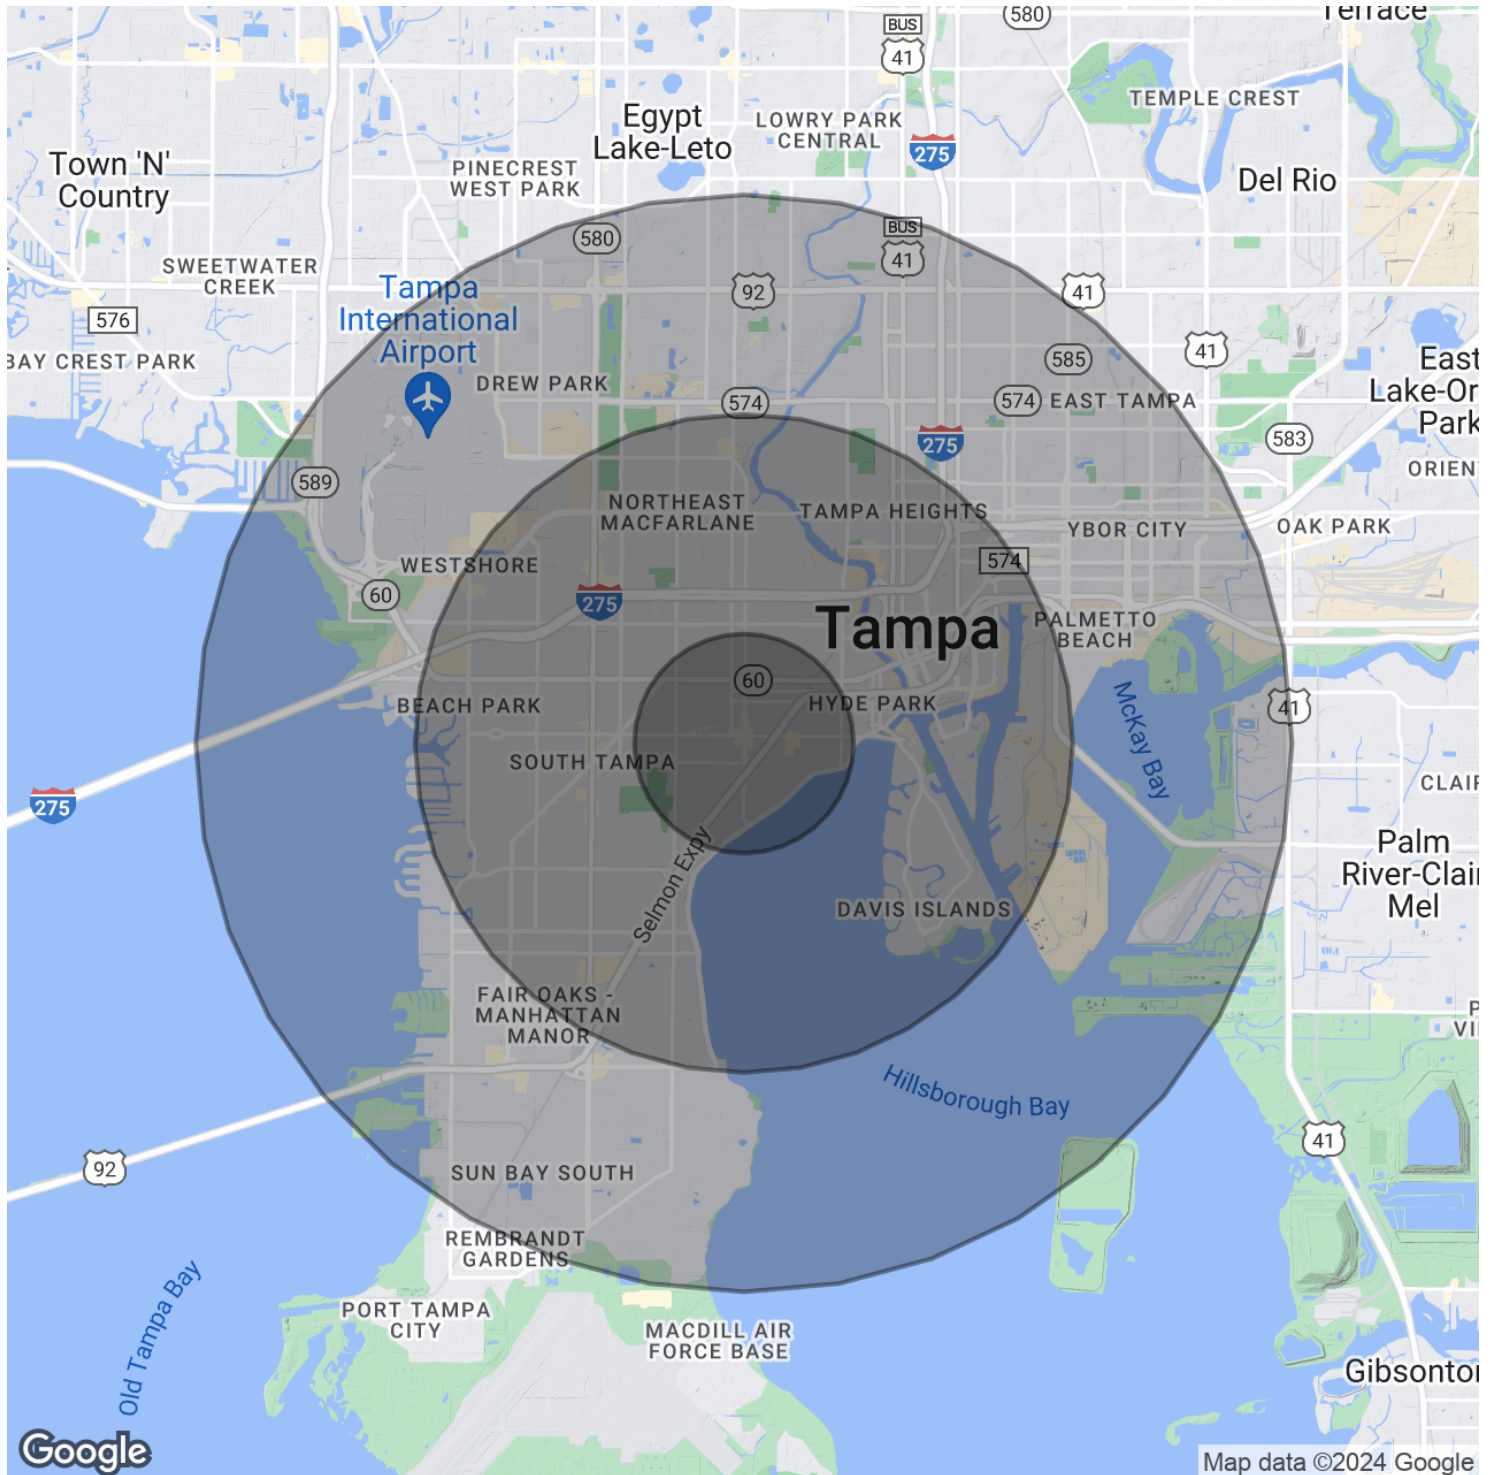 Terrace
580
BUS
41
TEMPLE CREST
Egypt
Lake-Leto
LOWRY PARK
CENTRAL
275
Town 'N'
Country
PINECREST
WEST PARK
Del Rio
580
BUS
41
SWEETWATER
CREEK
Tampa
International
Airport
92
41
576
BAY CREST PARK
41
585
East
Lake-Or
Park
DREW PARK
574
574
EAST TAMPA
275
583
ORIEN
589
NORTHEAST
MACFARLANE
TAMPA HEIGHTS
YBOR CITY
OAK PARK
WESTSHORE
574
60
275
Tampa
PALMETTO
BEACH
60
BEACH PARK
HYDE PARK
McKay Bay
41
SOUTH TAMPA
275
CLAIR
Selmon Expy
Palm
River-Clair
Mel
DAVIS ISLANDS
FAIR OAKS -
MANHATTAN
MANOR
Hillsborough Bay
92
41
SUN BAY SOUTH
REMBRANDT
GARDENS
Old Tampa Bay
PORT TAMPA
CITY
MACDILL AIR
FORCE BASE
Gibsonton
Google
Map data ©2024 Google